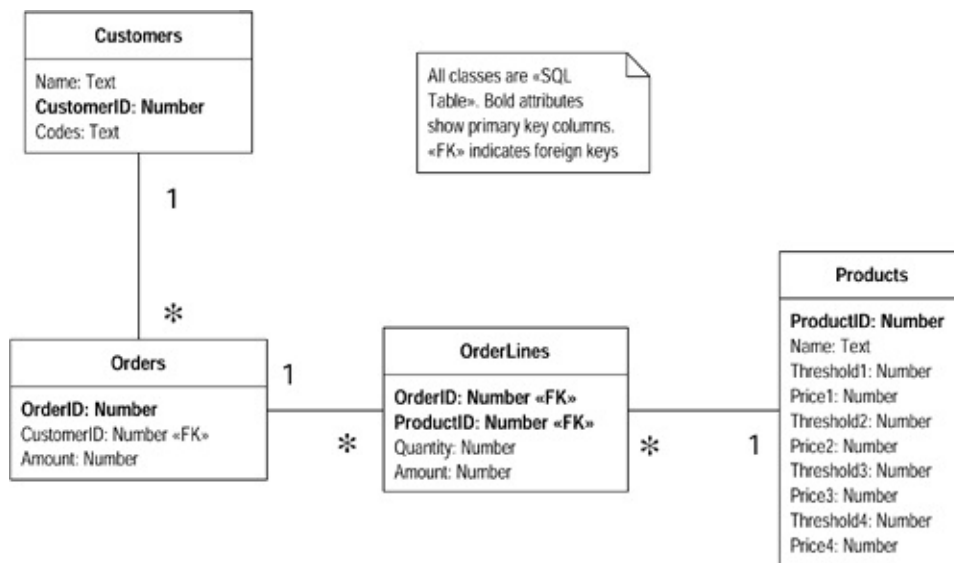 Customers
Name: Text
CustomerID: Number
Codes: Text
All classes are «SQL
Table». Bold attributes
show primary key columns.
«FK» indicates foreign keys
1
*
Orders
OrderID: Number
CustomerID: Number «FK»
Amount: Number
1
*
OrderLines
OrderID: Number «FK»
ProductID: Number «FK»
Quantity: Number
Amount: Number
*
1
Products
ProductID: Number
Name: Text
Threshold1: Number
Price1: Number
Threshold2: Number
Price2: Number
Threshold3: Number
Price3: Number
Threshold4: Number
Price4: Number